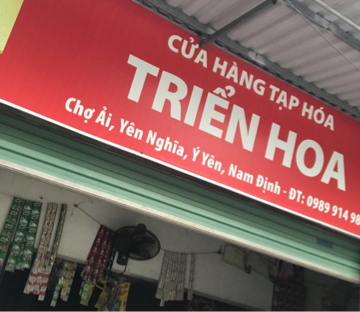 CỬA HÀNG TẠP HÓA
TRIỂN HOA
Chợ Ải, Yên Nghĩa, Ý Yên, Nam Định - ĐT: 0989 914 98